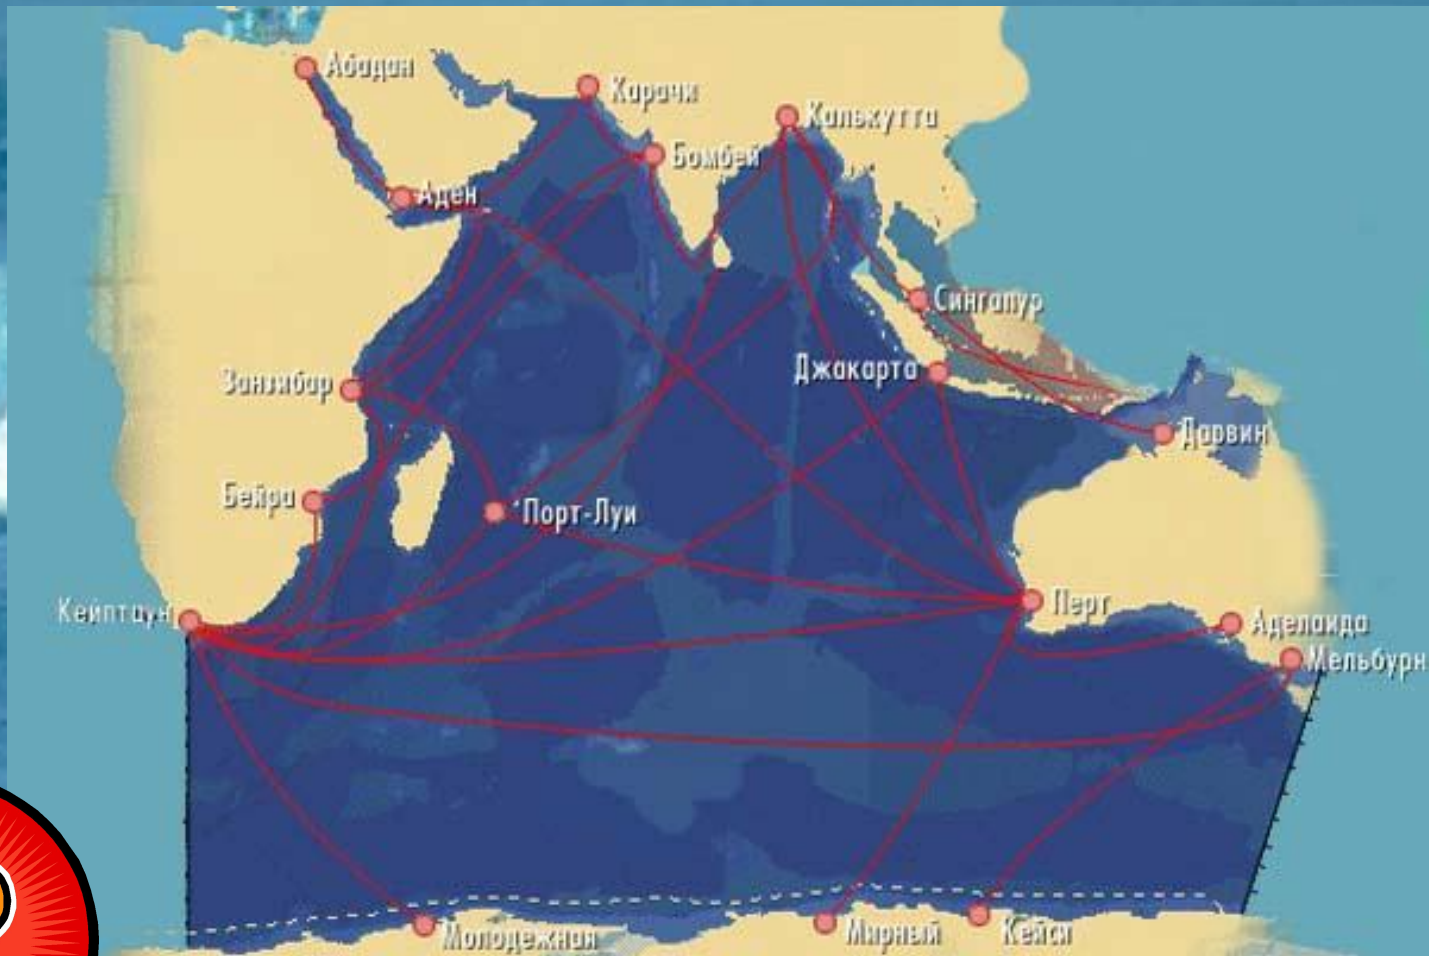 Абадан
Карачи
Калькутта
Бомбей
Аден
Сингапур
Джакарта
Занзибар
Дарвин
Бейра
Порт-Луи
Кейптаун
Перт
Аделаида
Мельбурн
Молодежная
Мирный
Кейси